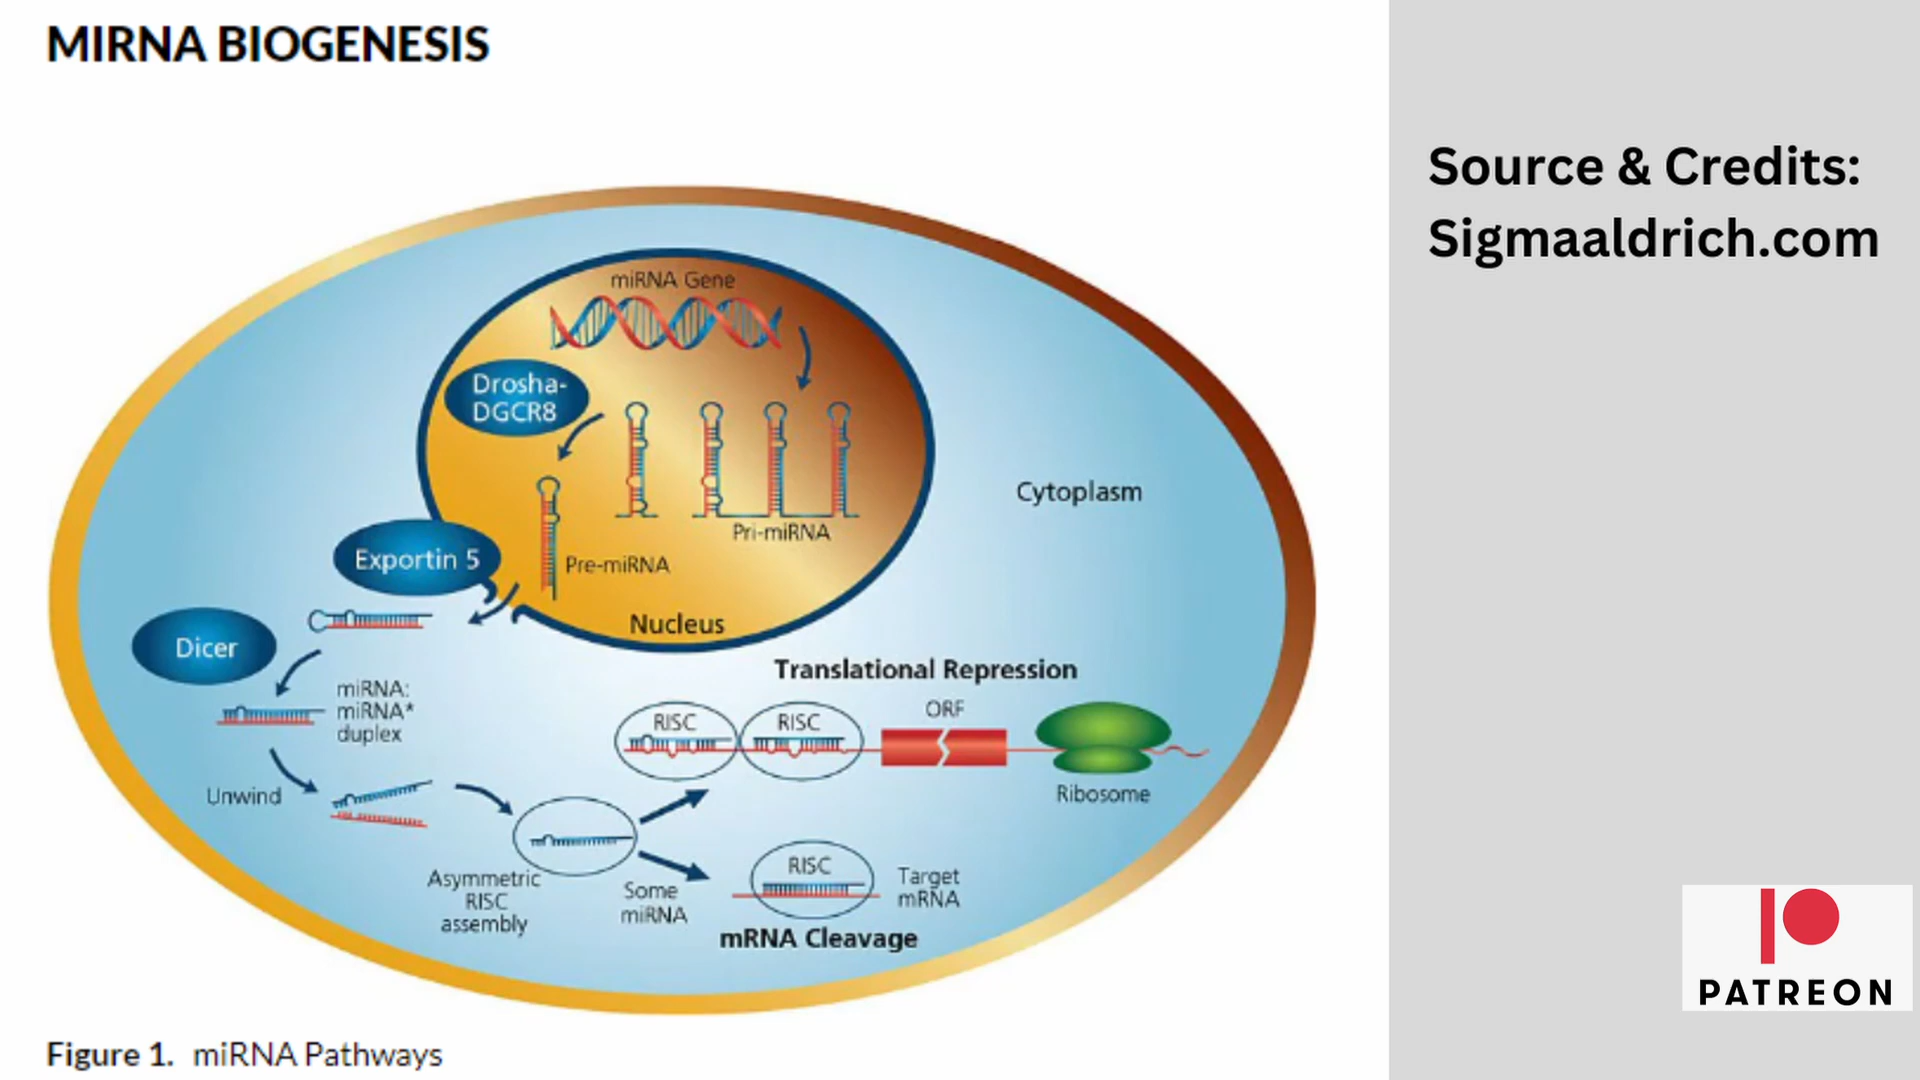 MIRNA BIOGENESIS
Source & Credits:
Sigmaaldrich.com
miRNA Gene
Drosha-
DGCR8
Pri-miRNA
Cytoplasm
Exportin 5
Pre-miRNA
Nucleus
Dicer
miRNA:
miRNA*
duplex
Translational Repression
RISC
RISC
ORF
Ribosome
Unwind
Asymmetric
RISC
assembly
Some
miRNA
RISC
Target
mRNA
mRNA Cleavage
PATREON
Figure 1. miRNA Pathways